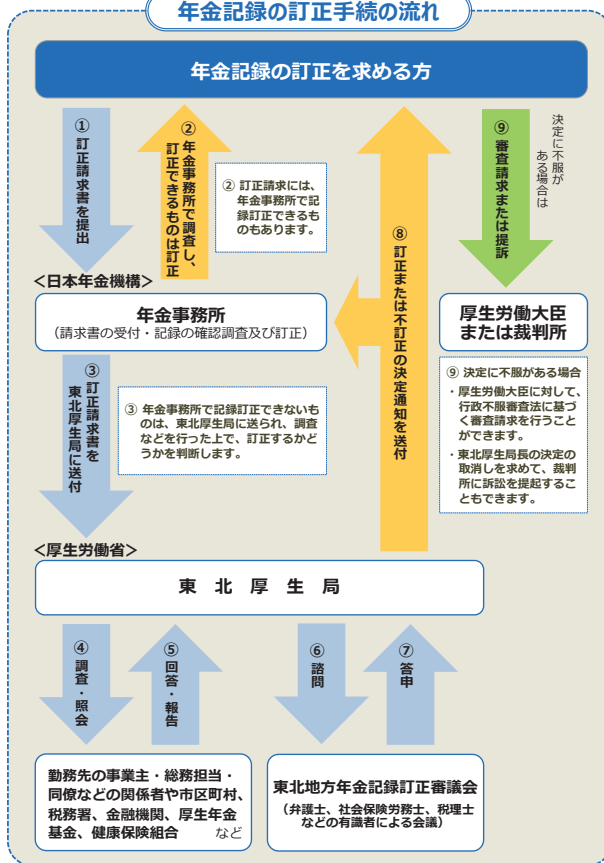 年金記録の訂正手続の流れ
年金記録の訂正を求める方
① 訂正請求書を提出
② 年金事務所で調査し、
訂正できるものは訂正
② 訂正請求には、
年金事務所で記
録訂正できるも
のもあります。
⑧ 訂正または不訂正の決定通知を送付
⑨ 審査請求または提訴
決定に不服が
ある場合は
<日本年金機構>
年金事務所
(請求書の受付・記録の確認調査及び訂正)
厚生労働大臣
または裁判所
③ 訂正請求書を
東北厚生局に送付
③ 年金事務所で記録訂正できないも
のは、東北厚生局に送られ、調査
などを行った上で、訂正するかど
うかを判断します。
⑨ 決定に不服がある場合
・厚生労働大臣に対して、
行政不服審査法に基づ
く審査請求を行うこと
ができます。
・東北厚生局長の決定の
取消しを求めて、裁判
所に訴訟を提起するこ
ともできます。
<厚生労働省>
東北厚生局
④ 調査・照会
⑤ 回答・報告
⑥ 諮問
⑦ 答申
勤務先の事業主・総務担当・
同僚などの関係者や市区町村、
税務署、金融機関、厚生年金
基金、健康保険組合 など
東北地方年金記録訂正審議会
(弁護士、社会保険労務士、税理士
などの有識者による会議)